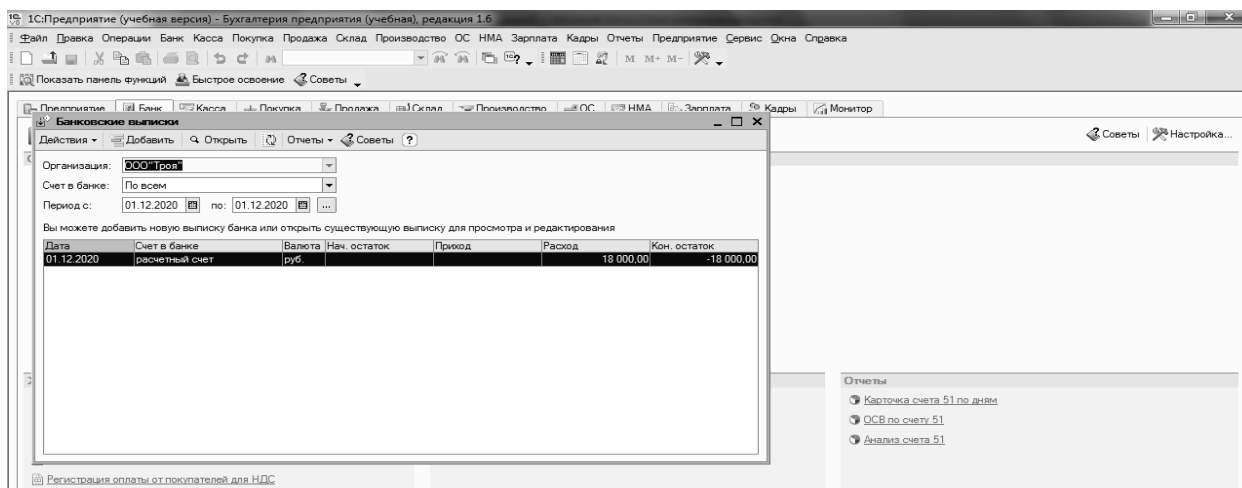 1С:Предприятие (учебная версия) - Бухгалтерия предприятия (учебная), редакция 1.6
Файл Правка Операции Банк Касса Покупка Продажа Склад Производство ОС НМА Зарплата Кадры Отчеты Предприятие Сервис Окна Справка
M M+ M-
Показать панель функций Быстрое освоение Советы
Предприятие Банк Касса Покупка Продажа Склад Производство ОС НМА Зарплата Кадры Монитор
Банковские выписки
Действия Добавить Открыть Отчеты Советы ?
Советы Настройка...
Организация: ООО"Троя"
Счет в банке: По всем
Период с: 01.12.2020 по: 01.12.2020 ...
Вы можете добавить новую выписку банка или открыть существующую выписку для просмотра и редактирования
Дата Счет в банке Валюта Нач. остаток Приход Расход Кон. остаток
01.12.2020 расчетный счет руб. 18 000,00 -18 000,00
Отчеты
Карточка счета 51 по дням
ОСВ по счету 51
Анализ счета 51
Регистрация оплаты от покупателей для НДС